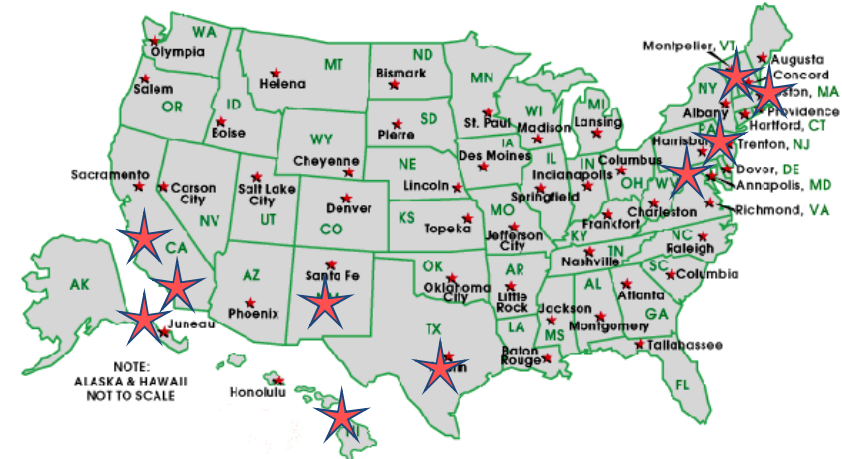 WA
Olympia
Salem
OR
ID
Boise
MT
Helena
ND
Bismark
SD
Pierre
MN
St. Paul
WI
Madison
MI
Lansing
WY
Cheyenne
NE
Lincoln
IA
Des Moines
IL
Springfield
IN
Indianapolis
OH
Columbus
Sacramento
Carson
City
NV
CA
Salt Lake
City
UT
Denver
CO
KS
Topeka
MO
Jefferson
City
KY
Frankfort
WV
Charleston
Montpelier, VT
Augusta
Concord
MA
NY
Albany
Providence
Hartford, CT
PA
Trenton, NJ
Dover, DE
Annapolis, MD
Richmond, VA
AZ
Phoenix
Santa Fe
OK
Oklahoma
City
AR
Little
Rock
TN
Nashville
NC
Raleigh
SC
Columbia
AL
Montgomery
GA
Atlanta
Jackson
MS
LA
Baton
Rouge
TX
Tallahassee
FL
AK
Juneau
NOTE:
ALASKA & HAWAII
NOT TO SCALE
Honolulu